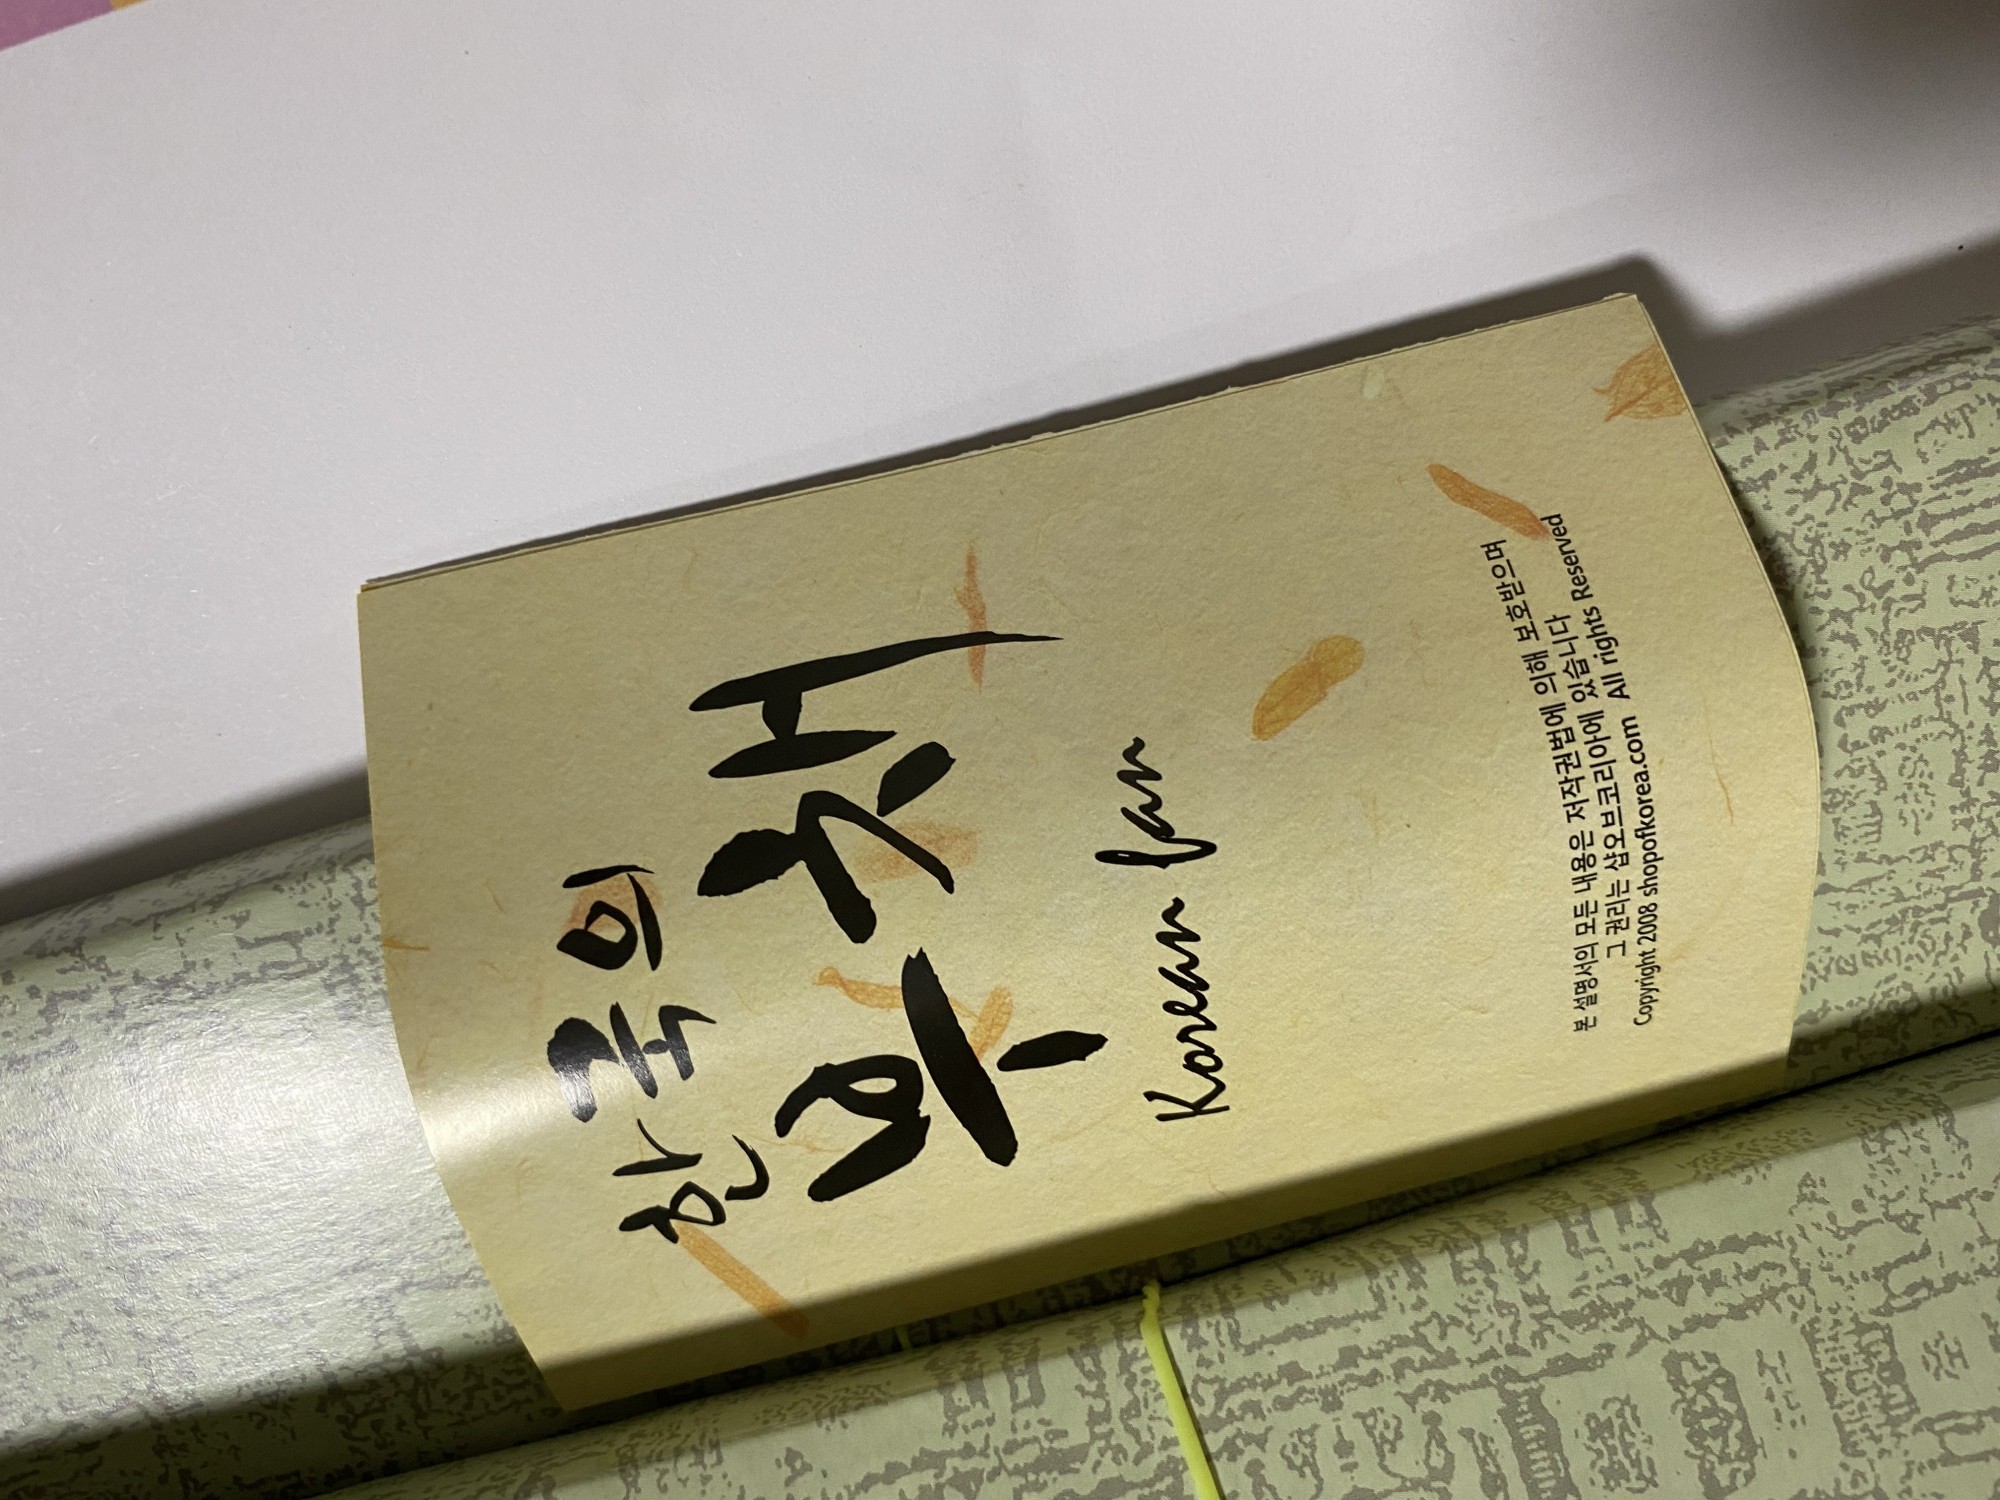 한국의
부채
Korean fan
본 설명서의 모든 내용은 저작권법에 의해 보호받으며
그 권리는 샵오브코리아에 있습니다
Copyright 2008 shopofkorea.com All rights Reserved